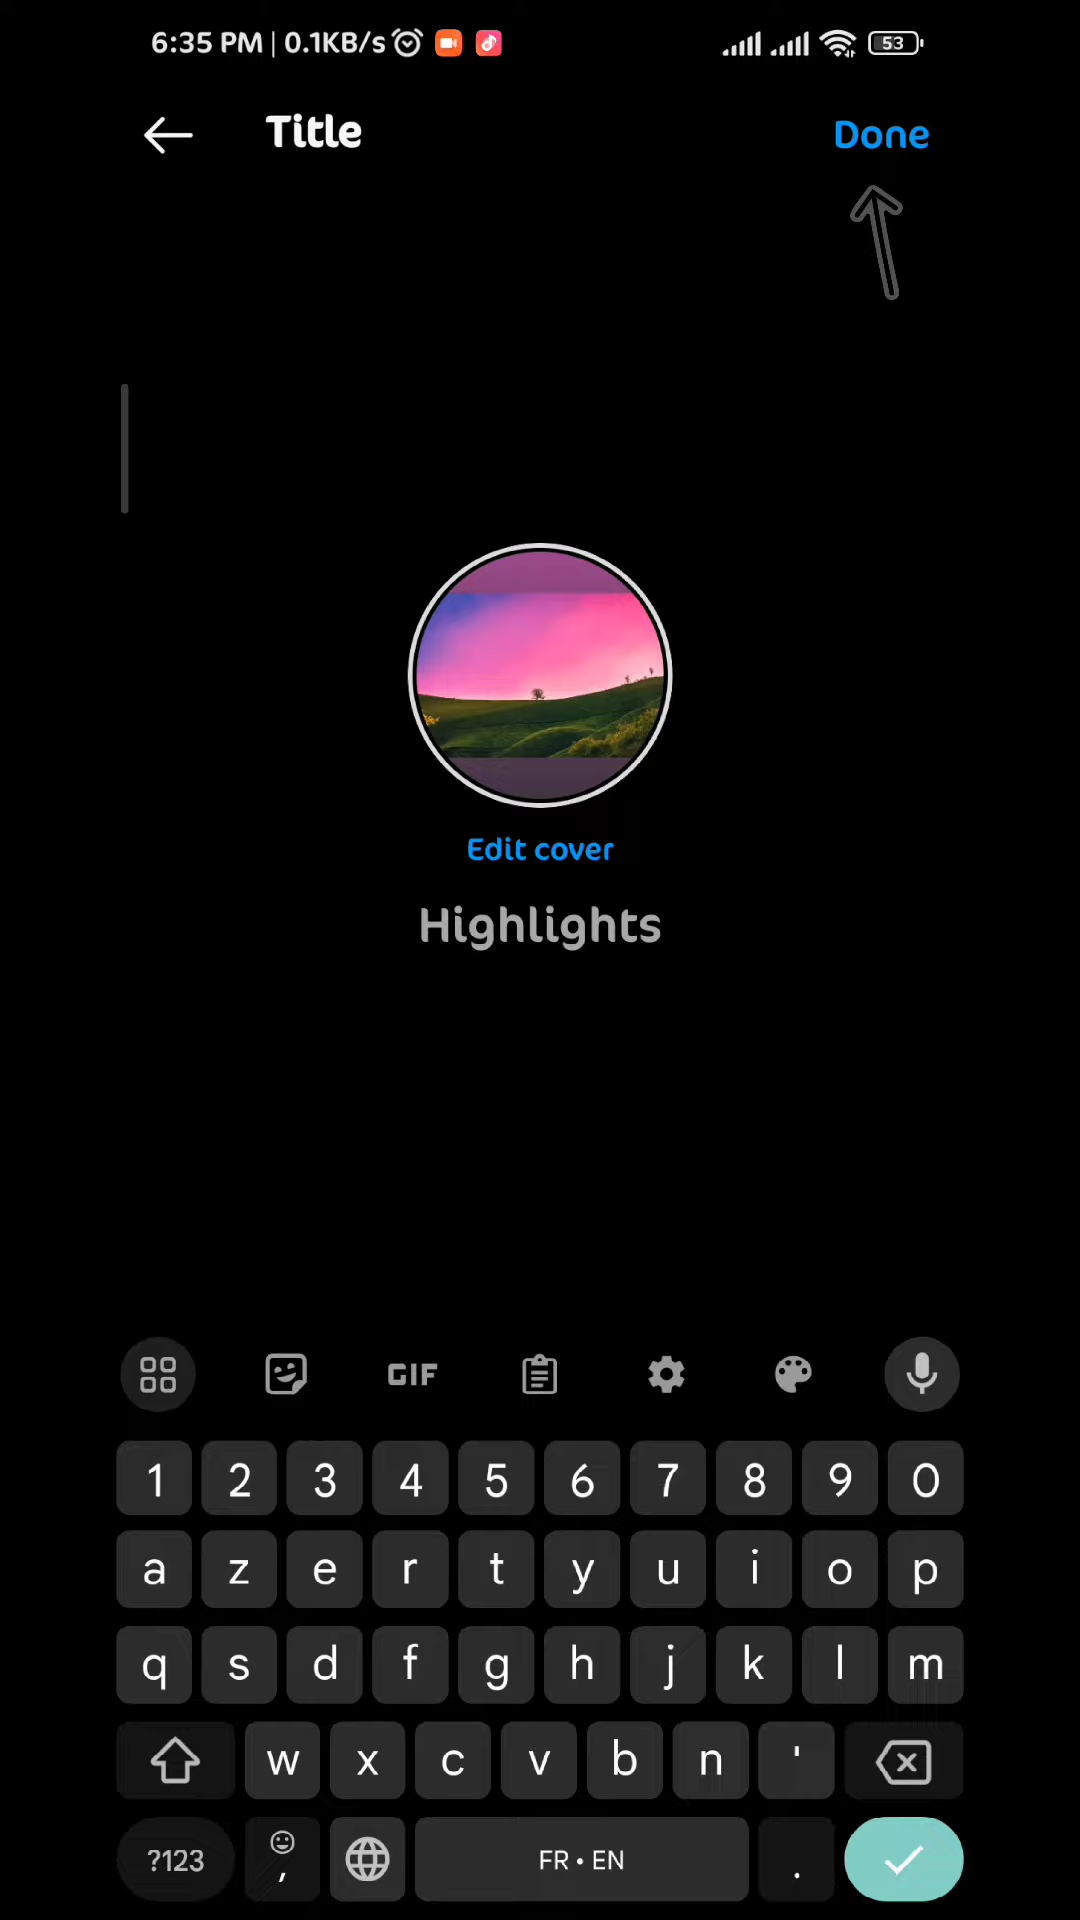 6:35 PM | 0.1KB/s 53
Title
Done
Edit cover
Highlights
GIF
1 2 3 4 5 6 7 8 9 0
a z e r t y u i o p
q s d f g h j k l m
w x c v b n '
?123 , FR • EN .